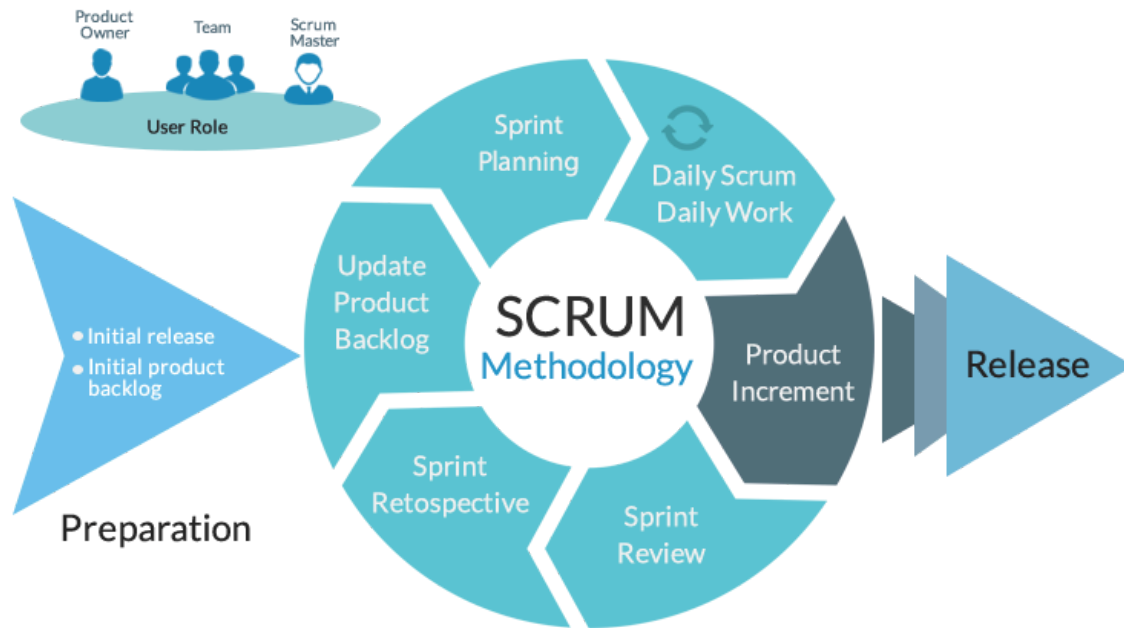 Product
Owner
Team
Scrum
Master
User Role
Sprint
Planning
Daily Scrum
Daily Work
Update
Product
Backlog
SCRUM
Methodology
Initial release
Initial product
backlog
Product
Increment
Release
Sprint
Retospective
Sprint
Review
Preparation